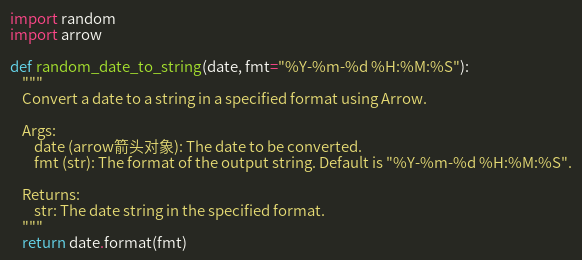 import random
import arrow
def random_date_to_string(date, fmt="%Y-%m-%d %H:%M:%S"):
"""
Convert a date to a string in a specified format using Arrow.
Args:
date (arrow箭头对象): The date to be converted.
fmt (str): The format of the output string. Default is "%Y-%m-%d %H:%M:%S".
Returns:
str: The date string in the specified format.
"""
return date.format(fmt)